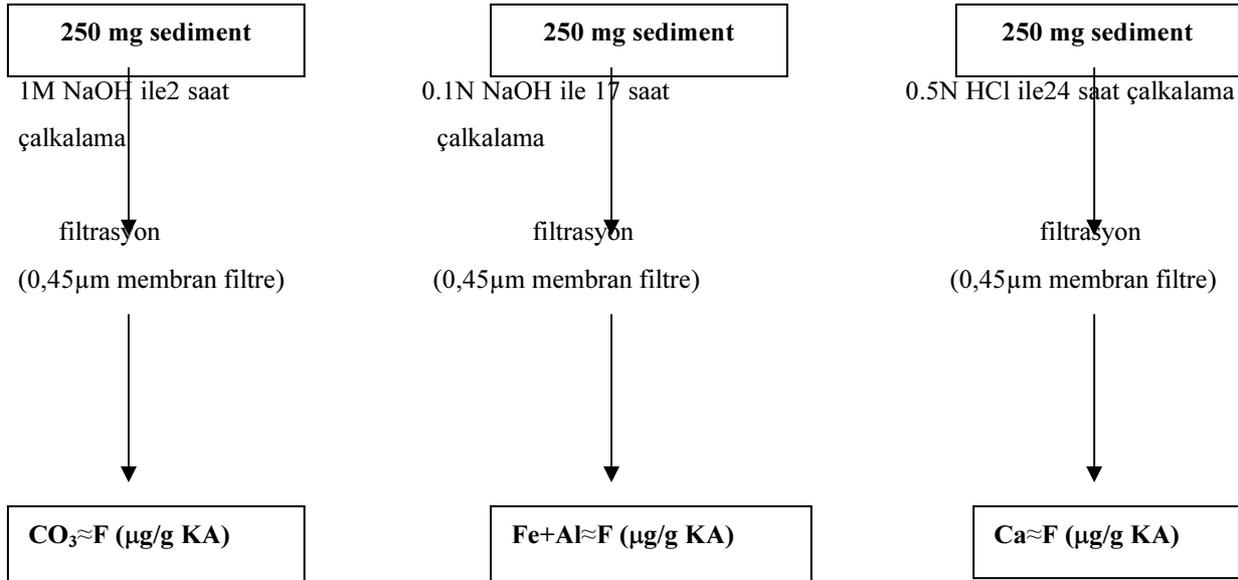 250 mg sediment
1M NaOH ile2 saat
çalkalama
filtrasyon
(0,45µm membran filtre)
CO₃≈F (µg/g KA)
250 mg sediment
0.1N NaOH ile 17 saat
çalkalama
filtrasyon
(0,45µm membran filtre)
Fe+Al≈F (µg/g KA)
250 mg sediment
0.5N HCl ile24 saat çalkalama
filtrasyon
(0,45µm membran filtre)
Ca≈F (µg/g KA)